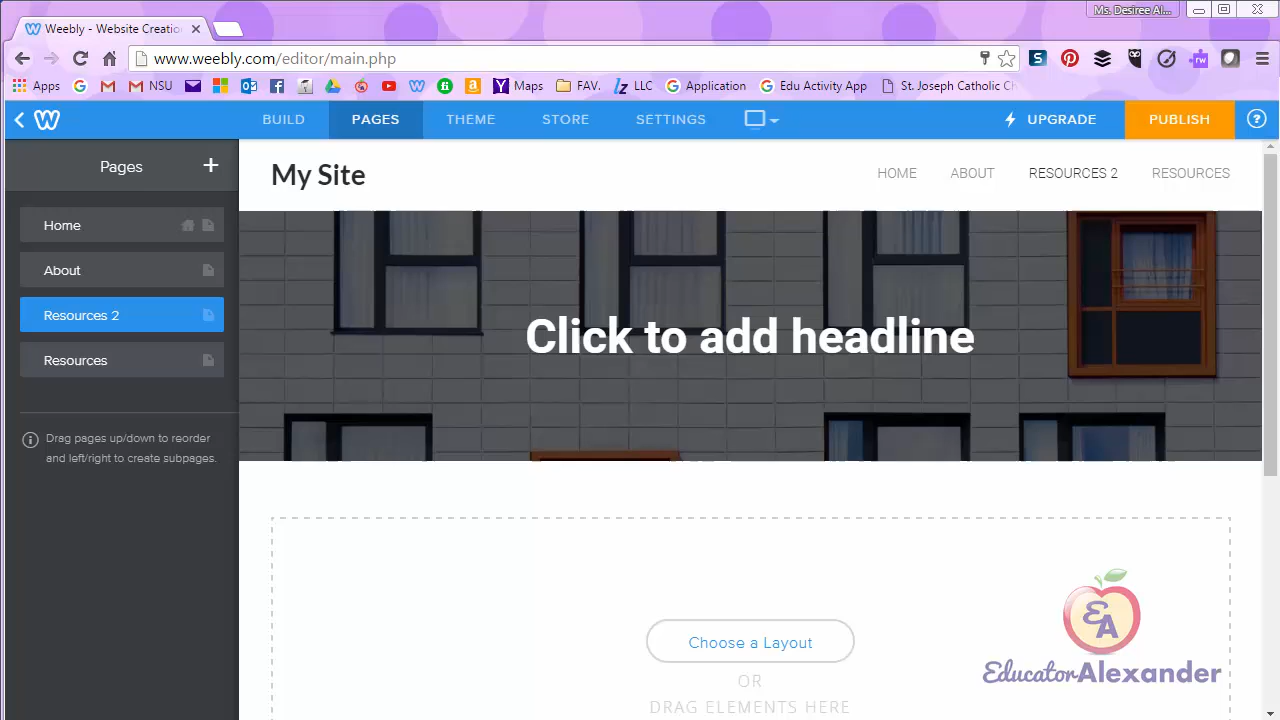 Ms. Desiree Al...
Weebly - Website Creatio
www.weebly.com/editor/main.php
Apps M NSU Maps FAV. LLC Application Edu Activity App St. Joseph Catholic Ch
BUILD PAGES THEME STORE SETTINGS UPGRADE PUBLISH
Pages
My Site HOME ABOUT RESOURCES 2 RESOURCES
Home
About
Resources 2
Resources
Click to add headline
Drag pages up/down to reorder
and left/right to create subpages.
Choose a Layout
OR
DRAG ELEMENTS HERE
EA
EducatorAlexander